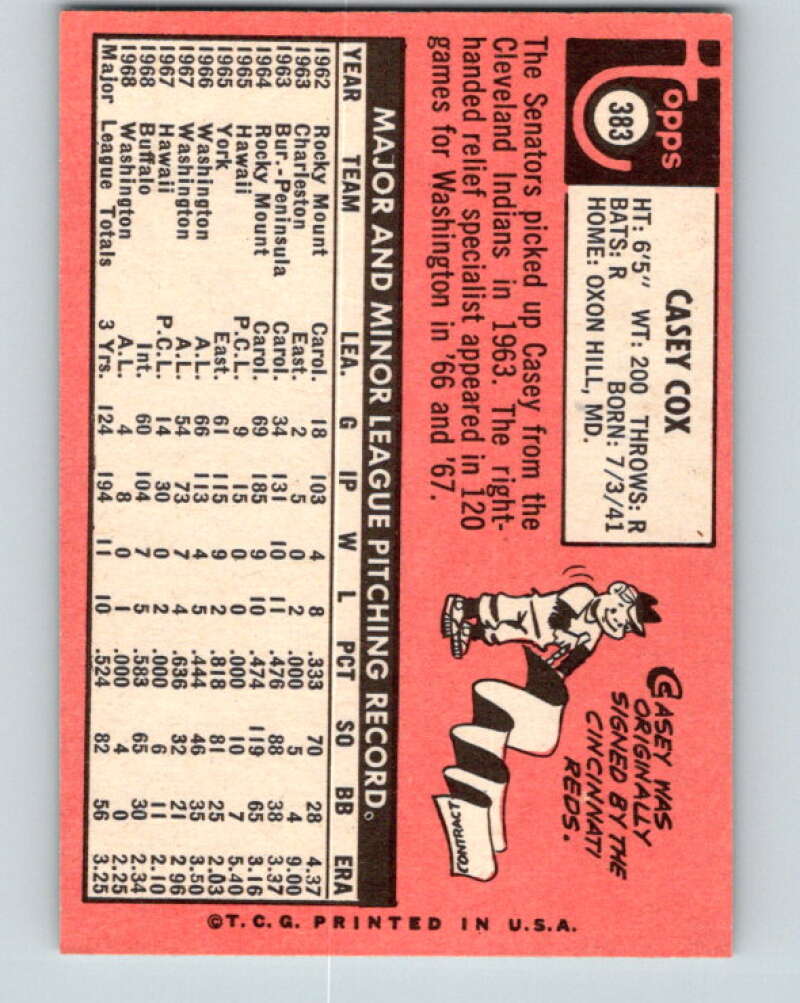 Topps
383
CASEY COX
HT: 6'5" WT: 200 THROWS: R
BATS: R BORN: 7/3/41
HOME: OXON HILL, MD.
The Senators picked up Casey from the
Cleveland Indians in 1963. The right-
handed relief specialist appeared in 120
games for Washington in '66 and '67.
CASEY WAS
ORIGINALLY
SIGNED BY THE
CINCINNATI
REDS.
CONTRACT
MAJOR AND MINOR LEAGUE PITCHING RECORD.
YEAR TEAM LEA. G IP W L PCT SO BB ERA
1962 Rocky Mount Carol. 18 103 4 8 .333 70 28 4.37
1963 Charleston East. 2 5 0 2 .000 5 4 9.00
1963 Bur.-Peninsula Carol. 34 131 10 11 .476 88 38 3.37
1964 Rocky Mount Carol. 69 185 9 10 .474 119 65 3.16
1965 Hawaii P.C.L. 9 15 0 0 .000 10 7 5.40
1965 York East. 61 115 9 2 .818 81 25 2.03
1966 Washington A.L. 66 113 4 5 .444 46 35 3.50
1967 Washington A.L. 54 73 7 4 .636 32 21 2.96
1967 Hawaii P.C.L. 14 30 0 2 .000 6 11 2.10
1968 Buffalo Int. 60 104 7 5 .583 65 30 2.34
1968 Washington A.L. 4 8 0 1 .000 4 0 2.25
Major League Totals 3 Yrs. 124 194 11 10 .524 82 56 3.25
©T.C.G. PRINTED IN U.S.A.